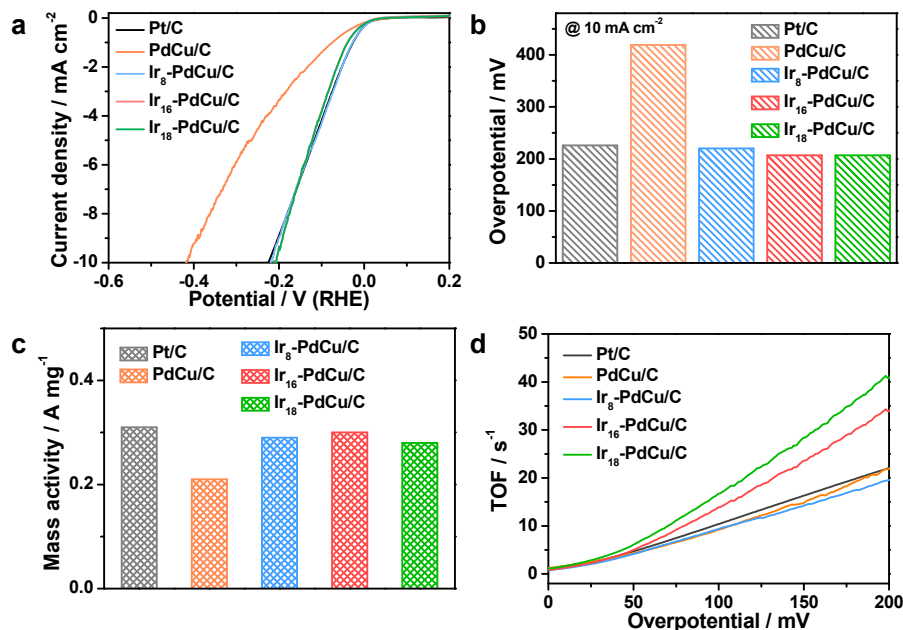 a
Pt/C
PdCu/C
Ir8-PdCu/C
Ir16-PdCu/C
Ir18-PdCu/C
0
-2
-4
-6
-8
-10
Current density / mA cm-2
-0.6
-0.4
-0.2
0.0
0.2
Potential / V (RHE)
b
@ 10 mA cm-2
Pt/C
PdCu/C
Ir8-PdCu/C
Ir16-PdCu/C
Ir18-PdCu/C
400
200
0
Overpotential / mV
c
Pt/C
PdCu/C
Ir8-PdCu/C
Ir16-PdCu/C
Ir18-PdCu/C
0.4
0.2
0.0
Mass activity / A mg-1
d
Pt/C
PdCu/C
Ir8-PdCu/C
Ir16-PdCu/C
Ir18-PdCu/C
50
40
30
20
10
0
TOF / s-1
0
50
100
150
200
Overpotential / mV